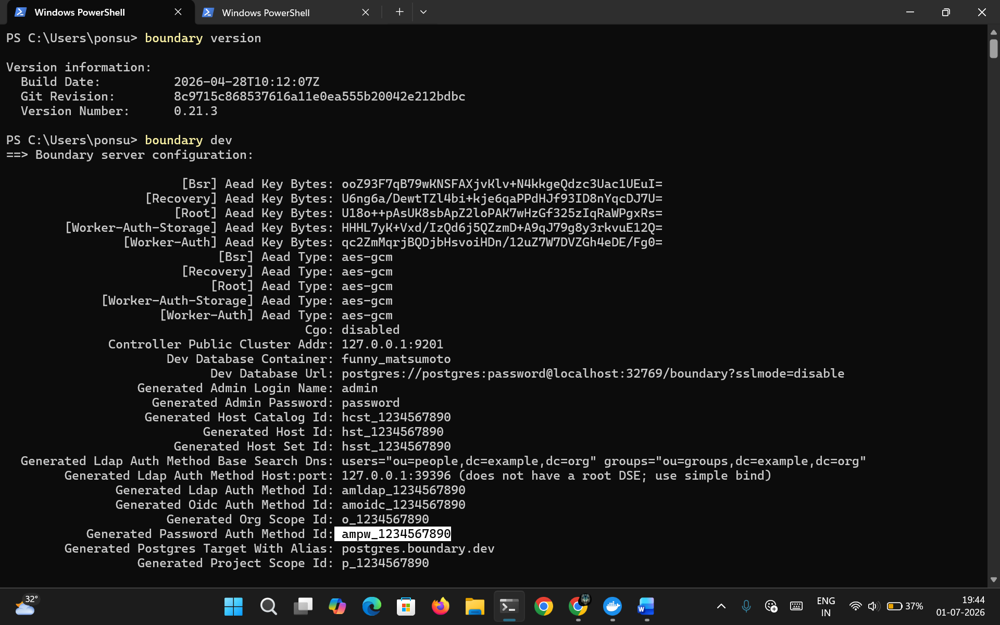 Windows PowerShell
Windows PowerShell
PS C:\Users\ponsu> boundary version
Version information:
Build Date: 2026-04-28T10:12:07Z
Git Revision: 8c9715c868537616a11e0ea555b20042e212bdbc
Version Number: 0.21.3
PS C:\Users\ponsu> boundary dev
==> Boundary server configuration:
[Bsr] Aead Key Bytes: ooZ93F7qB79wKNSFAXjvKlv+N4kkgeQdzc3Uac1UEuI=
[Recovery] Aead Key Bytes: U6ng6a/DewtTZl4bi+kje6qaPPdHJf93ID8nYqcDJ7U=
[Root] Aead Key Bytes: U18o++pAsUK8sbApZ2loPAK7wHzGf325zIqRaWPgxRs=
[Worker-Auth-Storage] Aead Key Bytes: HHHL7yK+Vxd/IzQd6j5QZzmD+A9qJ79g8y3rkvuE12Q=
[Worker-Auth] Aead Key Bytes: qc2ZmMqrjBQDjbHsvoiHDn/12uZ7W7DVZGh4eDE/Fg0=
[Bsr] Aead Type: aes-gcm
[Recovery] Aead Type: aes-gcm
[Root] Aead Type: aes-gcm
[Worker-Auth-Storage] Aead Type: aes-gcm
[Worker-Auth] Aead Type: aes-gcm
Cgo: disabled
Controller Public Cluster Addr: 127.0.0.1:9201
Dev Database Container: funny_matsumoto
Dev Database Url: postgres://postgres:password@localhost:32769/boundary?sslmode=disable
Generated Admin Login Name: admin
Generated Admin Password: password
Generated Host Catalog Id: hcst_1234567890
Generated Host Id: hst_1234567890
Generated Host Set Id: hsst_1234567890
Generated Ldap Auth Method Base Search Dns: users="ou=people,dc=example,dc=org" groups="ou=groups,dc=example,dc=org"
Generated Ldap Auth Method Host:port: 127.0.0.1:39396 (does not have a root DSE; use simple bind)
Generated Ldap Auth Method Id: amldap_1234567890
Generated Oidc Auth Method Id: amoidc_1234567890
Generated Org Scope Id: o_1234567890
Generated Password Auth Method Id: ampw_1234567890
Generated Postgres Target With Alias: postgres.boundary.dev
Generated Project Scope Id: p_1234567890
32°
W
ENG
IN
37%
19:44
01-07-2026